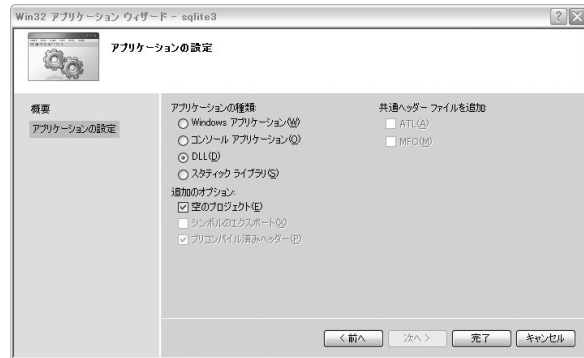 Win32 アプリケーション ウィザード - sqlite3
アプリケーションの設定
概要
アプリケーションの設定
アプリケーションの種類:
Windows アプリケーション(W)
コンソール アプリケーション(O)
DLL(D)
スタティック ライブラリ(S)
追加のオプション:
空のプロジェクト(E)
シンボルのエクスポート(X)
プリコンパイル済みヘッダー(P)
共通ヘッダー ファイルを追加:
ATL(A)
MFC(M)
< 前へ
次へ >
完了
キャンセル